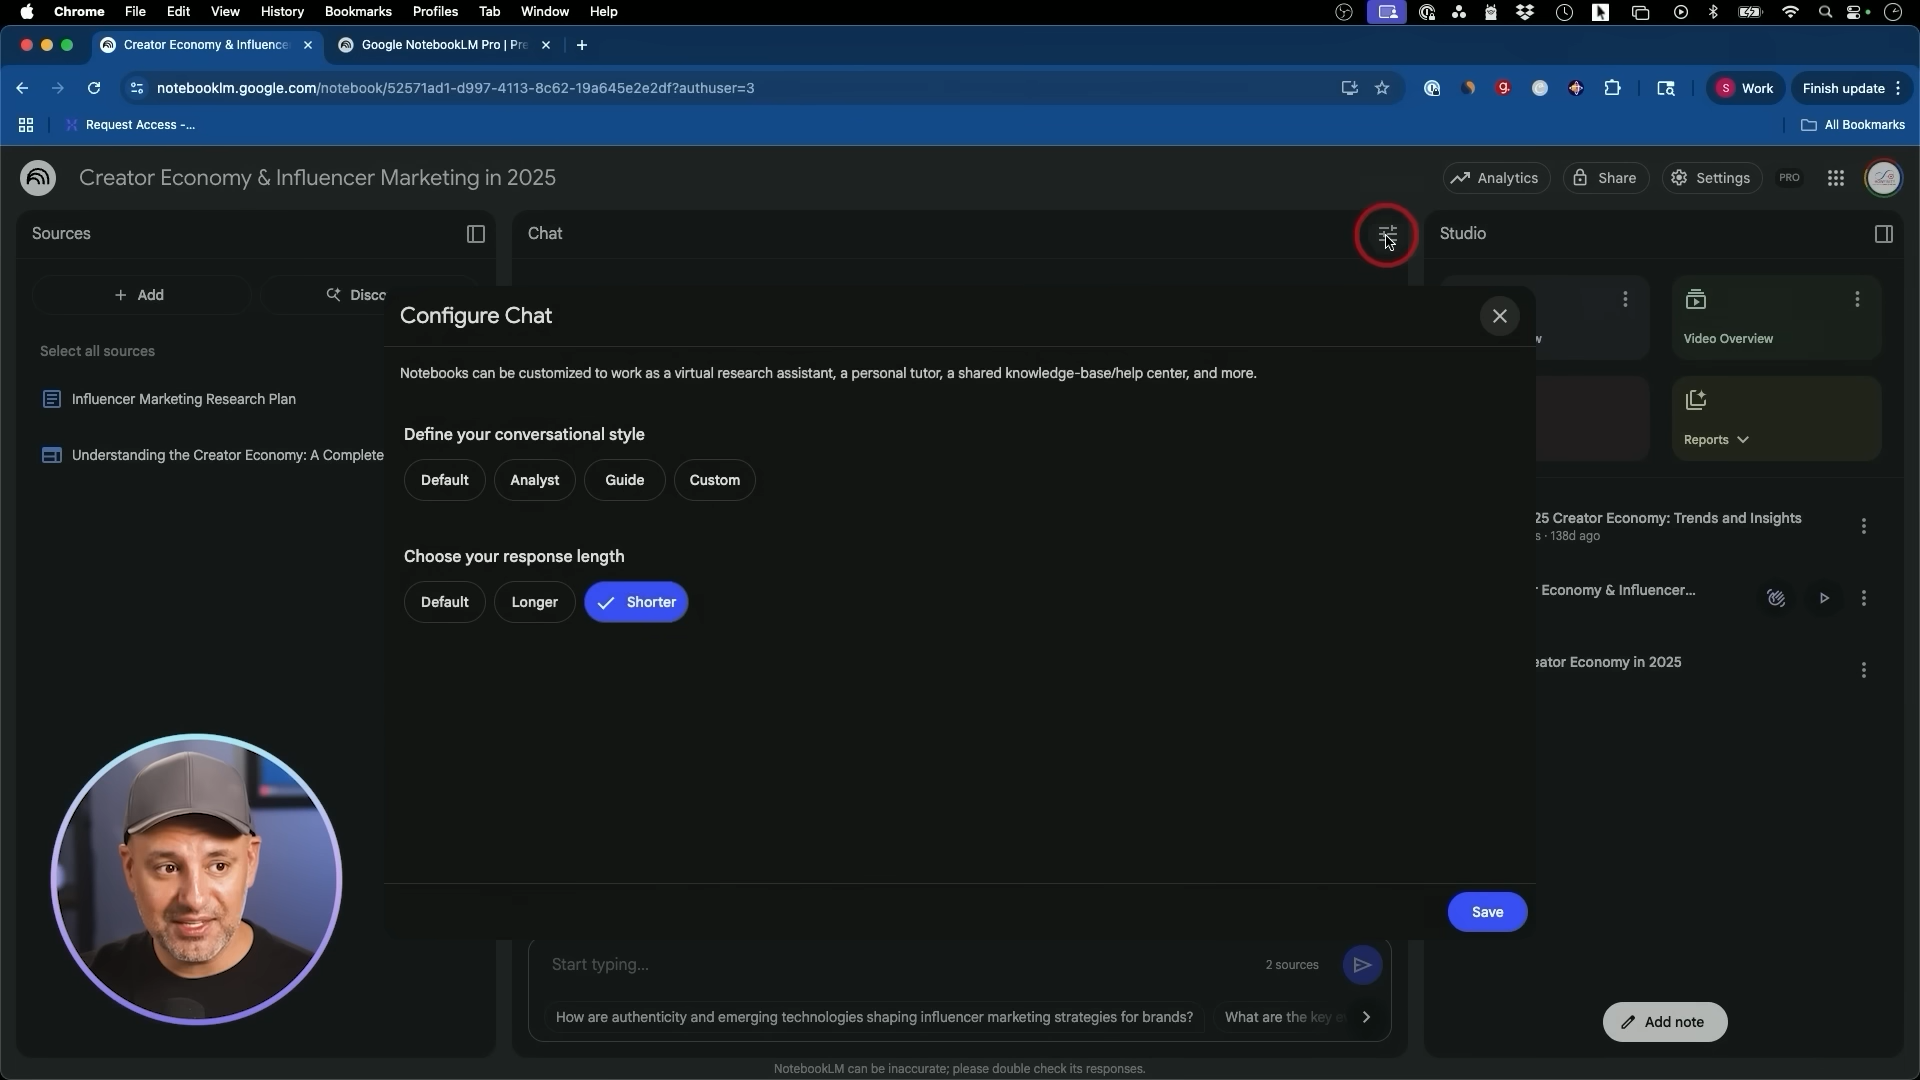 Chrome File Edit View History Bookmarks Profiles Tab Window Help
Creator Economy & Influence
Google NotebookLM Pro | Pre
notebooklm.google.com/notebook/52571ad1-d997-4113-8c62-19a645e2e2df?authuser=3
g.
S Work
Finish update
Request Access -...
All Bookmarks
Creator Economy & Influencer Marketing in 2025
Analytics
Share
Settings
PRO
Sources
Chat
Studio
+ Add
Disco
Select all sources
Influencer Marketing Research Plan
Understanding the Creator Economy: A Complete
Configure Chat
Notebooks can be customized to work as a virtual research assistant, a personal tutor, a shared knowledge-base/help center, and more.
Define your conversational style
Default Analyst Guide Custom
Choose your response length
Default Longer Shorter
Save
w
Video Overview
Reports
25 Creator Economy: Trends and Insights
s · 138d ago
r Economy & Influencer...
eator Economy in 2025
Start typing...
2 sources
How are authenticity and emerging technologies shaping influencer marketing strategies for brands?
What are the key e
Add note
NotebookLM can be inaccurate; please double check its responses.